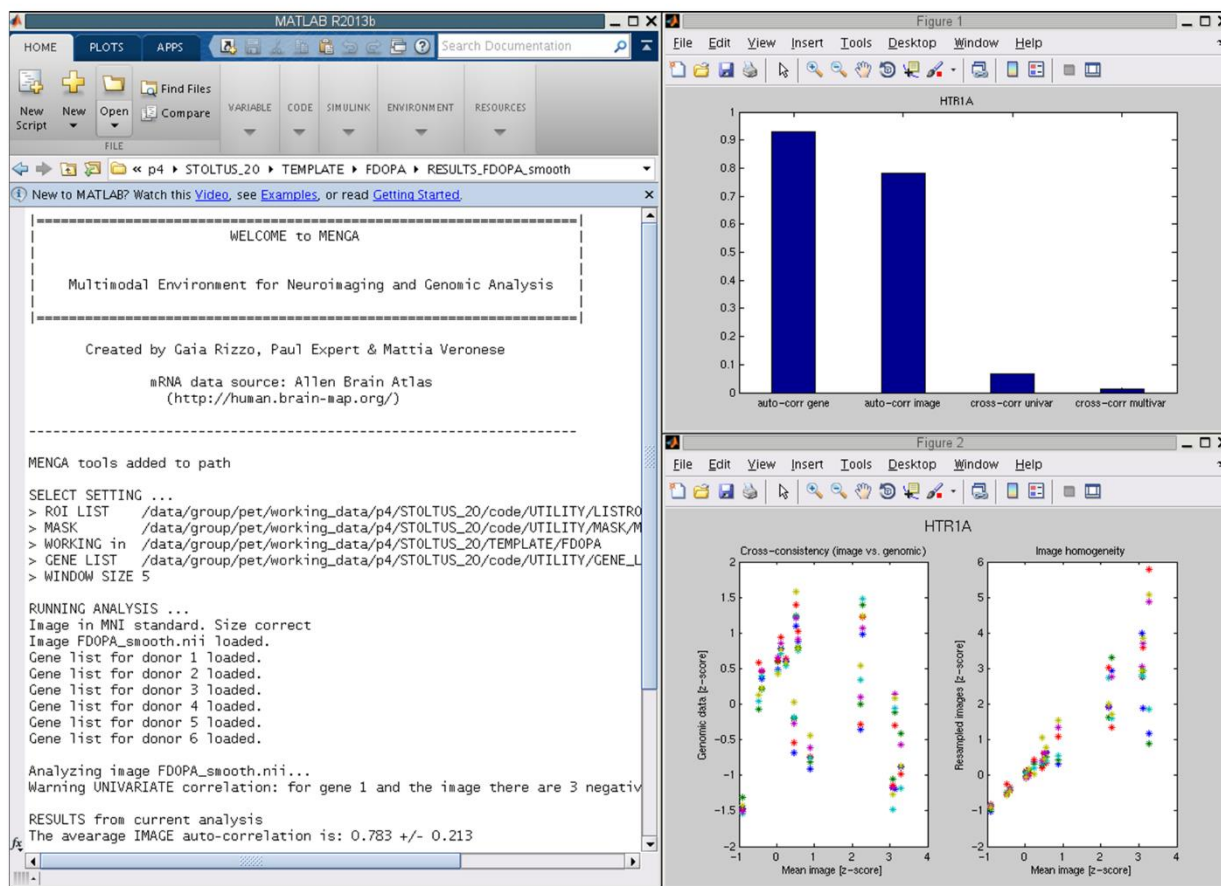 MATLAB R2013b
HOME PLOTS APPS Search Documentation
New Script New Open Find Files Compare VARIABLE CODE SIMULINK ENVIRONMENT RESOURCES
FILE
« p4 ▸ STOLTUS_20 ▸ TEMPLATE ▸ FDOPA ▸ RESULTS_FDOPA_smooth
New to MATLAB? Watch this Video, see Examples, or read Getting Started.
|===================================================================|
WELCOME to MENGA
Multimodal Environment for Neuroimaging and Genomic Analysis
|===================================================================|
Created by Gaia Rizzo, Paul Expert & Mattia Veronese
mRNA data source: Allen Brain Atlas
(http://human.brain-map.org/)
--------------------------------------------------------------------
MENGA tools added to path
SELECT SETTING ...
> ROI LIST /data/group/pet/working_data/p4/STOLTUS_20/code/UTILITY/LISTRO
> MASK /data/group/pet/working_data/p4/STOLTUS_20/code/UTILITY/MASK/M
> WORKING in /data/group/pet/working_data/p4/STOLTUS_20/TEMPLATE/FDOPA
> GENE LIST /data/group/pet/working_data/p4/STOLTUS_20/code/UTILITY/GENE_L
> WINDOW SIZE 5
RUNNING ANALYSIS ...
Image in MNI standard. Size correct
Image FDOPA_smooth.nii loaded.
Gene list for donor 1 loaded.
Gene list for donor 2 loaded.
Gene list for donor 3 loaded.
Gene list for donor 4 loaded.
Gene list for donor 5 loaded.
Gene list for donor 6 loaded.
Analyzing image FDOPA_smooth.nii...
Warning UNIVARIATE correlation: for gene 1 and the image there are 3 negativ
RESULTS from current analysis
The avearage IMAGE auto-correlation is: 0.783 +/- 0.213
fx
Figure 1
File Edit View Insert Tools Desktop Window Help
HTR1A
1
0.9
0.8
0.7
0.6
0.5
0.4
0.3
0.2
0.1
0
auto-corr gene auto-corr image cross-corr univar cross-corr multivar
Figure 2
File Edit View Insert Tools Desktop Window Help
HTR1A
Cross-consistency (image vs. genomic)
Genomic data [z-score]
2
1.5
1
0.5
0
-0.5
-1
-1.5
-2
-1 0 1 2 3 4
Mean image [z-score]
Image homogeneity
Resampled images [z-score]
6
5
4
3
2
1
0
-1
-2
-1 0 1 2 3 4
Mean image [z-score]